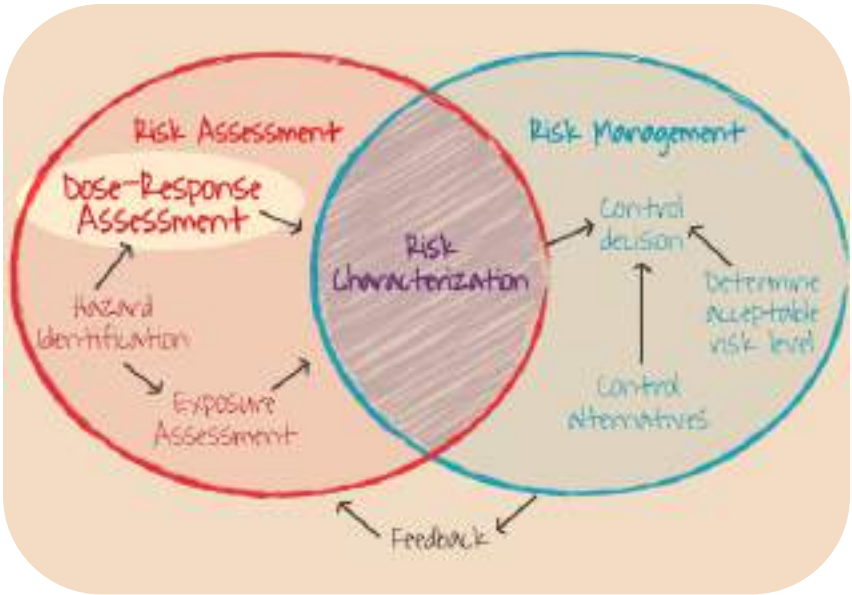 Risk Assessment
Dose-Response
Assessment
Hazard
Identification
Exposure
Assessment
Risk
Characterization
Risk Management
Control
decision
Determine
acceptable
risk level
Control
alternatives
Feedback